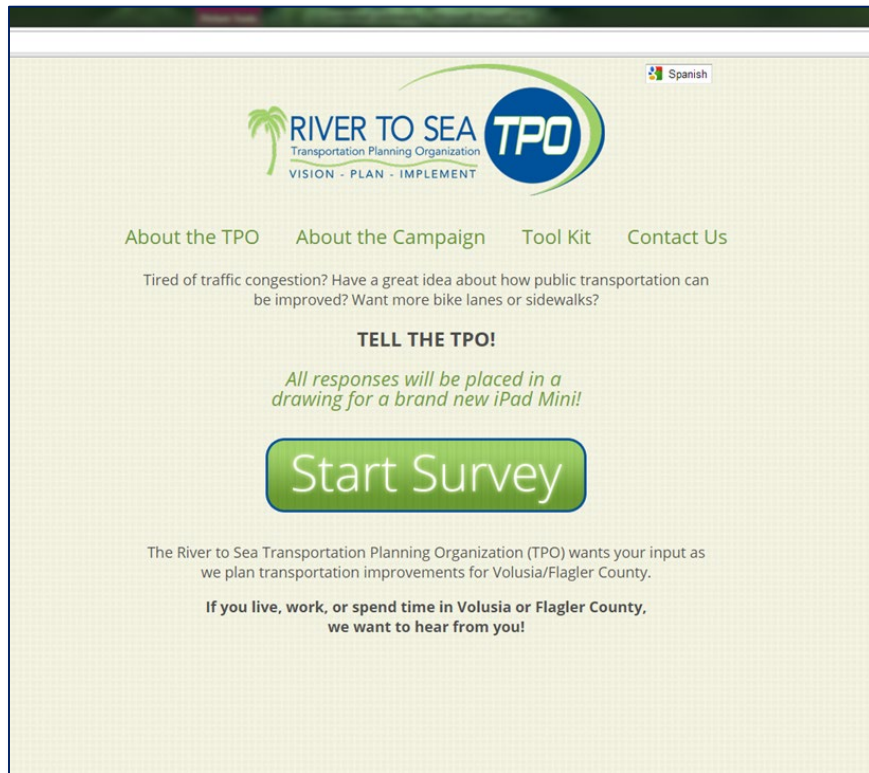 Spanish
RIVER TO SEA
Transportation Planning Organization
VISION - PLAN - IMPLEMENT
TPO
About the TPO About the Campaign Tool Kit Contact Us
Tired of traffic congestion? Have a great idea about how public transportation can
be improved? Want more bike lanes or sidewalks?
TELL THE TPO!
All responses will be placed in a
drawing for a brand new iPad Mini!
Start Survey
The River to Sea Transportation Planning Organization (TPO) wants your input as
we plan transportation improvements for Volusia/Flagler County.
If you live, work, or spend time in Volusia or Flagler County,
we want to hear from you!